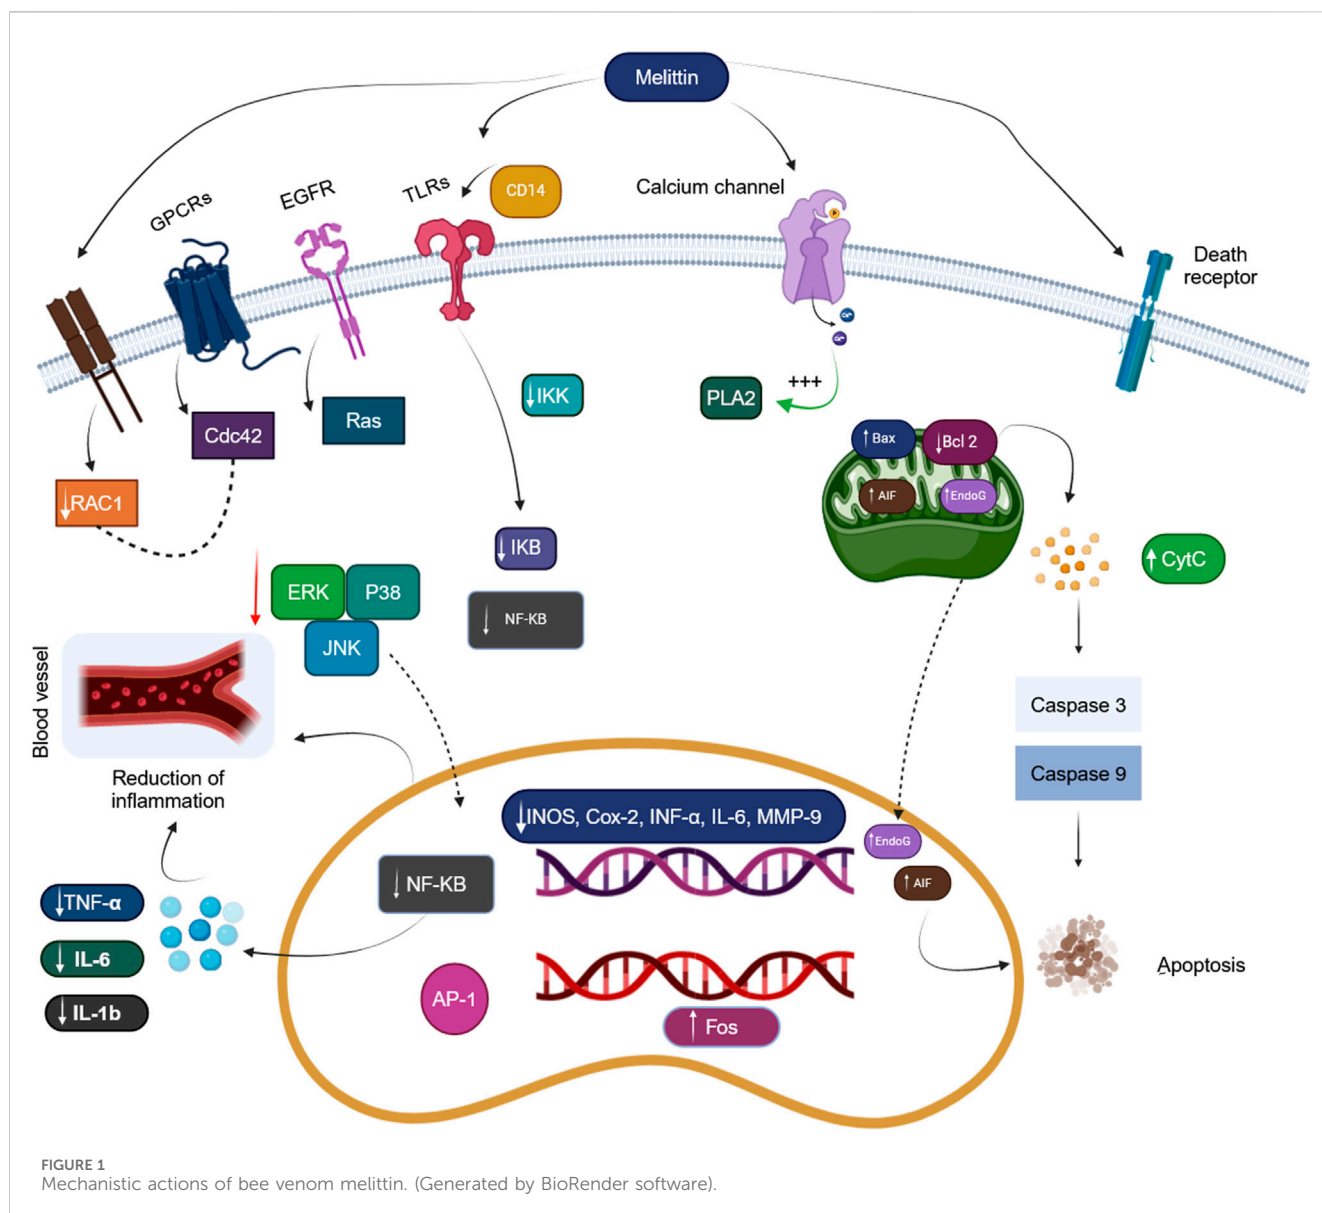 Melittin
GPCRs
EGFR
TLRs
CD14
Calcium channel
P
Death
receptor
Ca²⁺
Ca²⁺
+++
PLA2
↓IKK
Cdc42
Ras
↓RAC1
↑Bax
↓Bcl 2
↑AIF
↑EndoG
↓IKB
↑CytC
ERK
P38
JNK
↓ NF-KB
Blood vessel
Reduction of
inflammation
Caspase 3
Caspase 9
↓INOS, Cox-2, INF-α, IL-6, MMP-9
↑EndoG
↑AIF
↓NF-KB
↓TNF-α
↓IL-6
↓IL-1b
AP-1
↑Fos
Apoptosis
FIGURE 1
Mechanistic actions of bee venom melittin. (Generated by BioRender software).